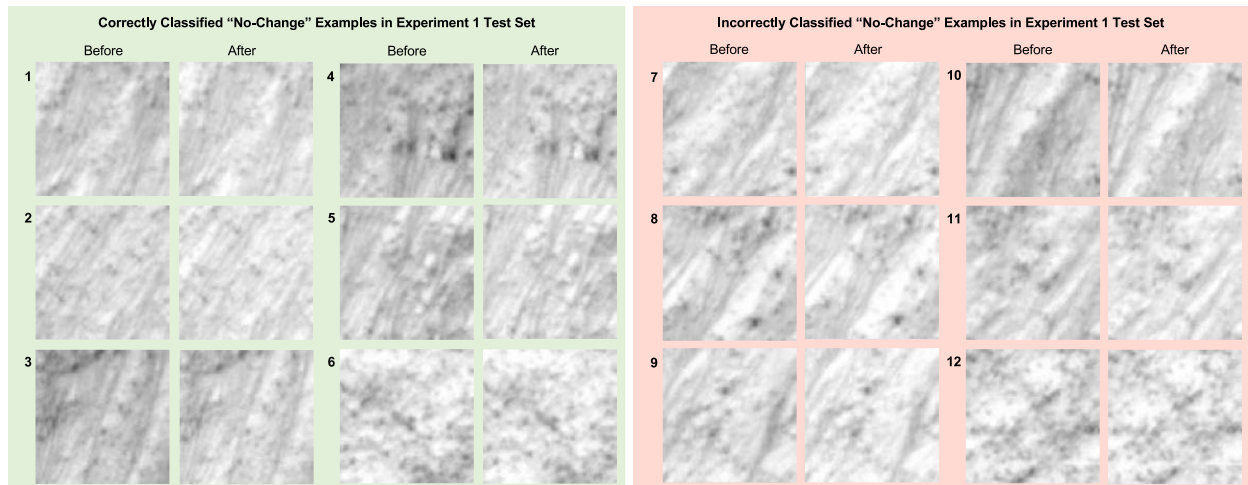 Correctly Classified “No-Change” Examples in Experiment 1 Test Set
Before After Before After
1 4
2 5
3 6
Incorrectly Classified “No-Change” Examples in Experiment 1 Test Set
Before After Before After
7 10
8 11
9 12